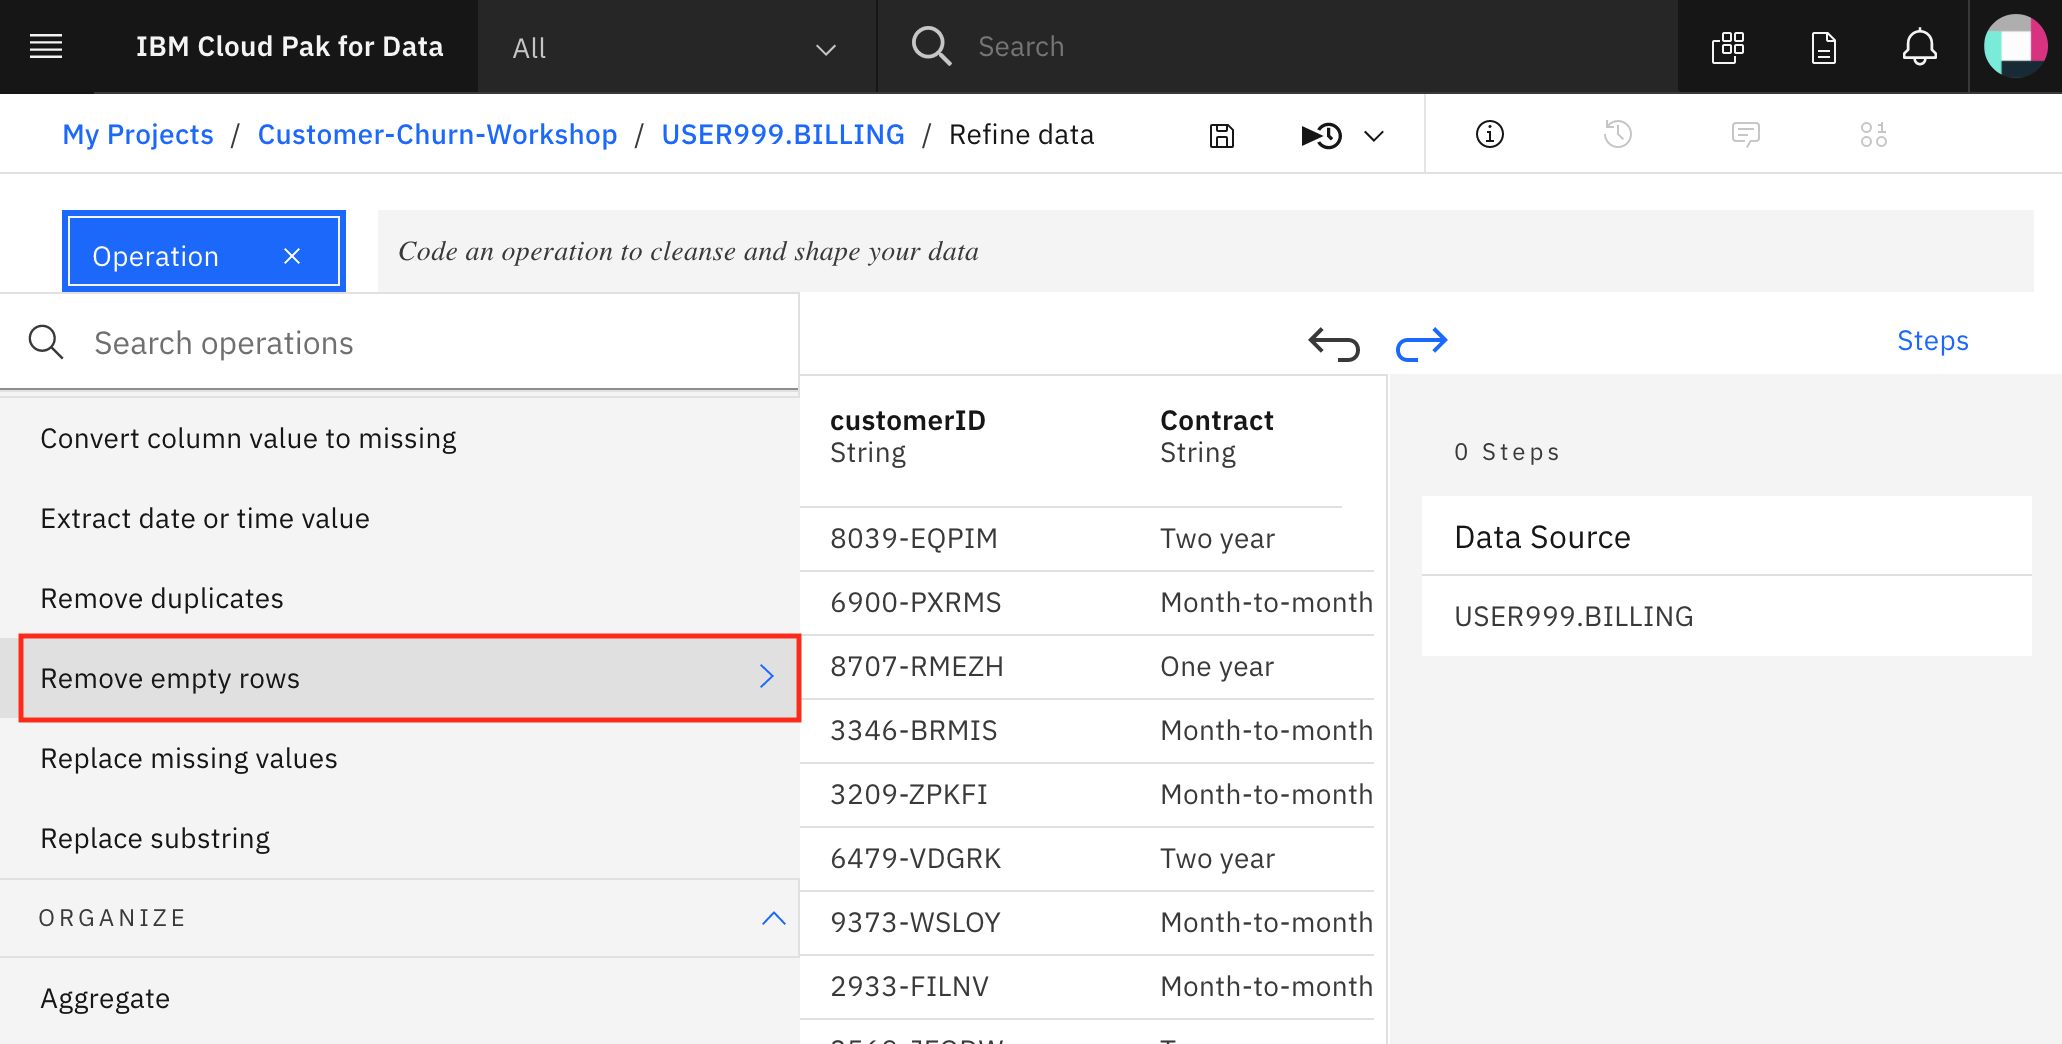 IBM Cloud Pak for Data
All
Search
My Projects / Customer-Churn-Workshop / USER999.BILLING / Refine data
Operation
Code an operation to cleanse and shape your data
Search operations
Steps
Convert column value to missing
Extract date or time value
Remove duplicates
Remove empty rows
Replace missing values
Replace substring
ORGANIZE
Aggregate
customerID Contract
String String
8039-EQPIM Two year
6900-PXRMS Month-to-month
8707-RMEZH One year
3346-BRMIS Month-to-month
3209-ZPKFI Month-to-month
6479-VDGRK Two year
9373-WSLOY Month-to-month
2933-FILNV Month-to-month
0 Steps
Data Source
USER999.BILLING